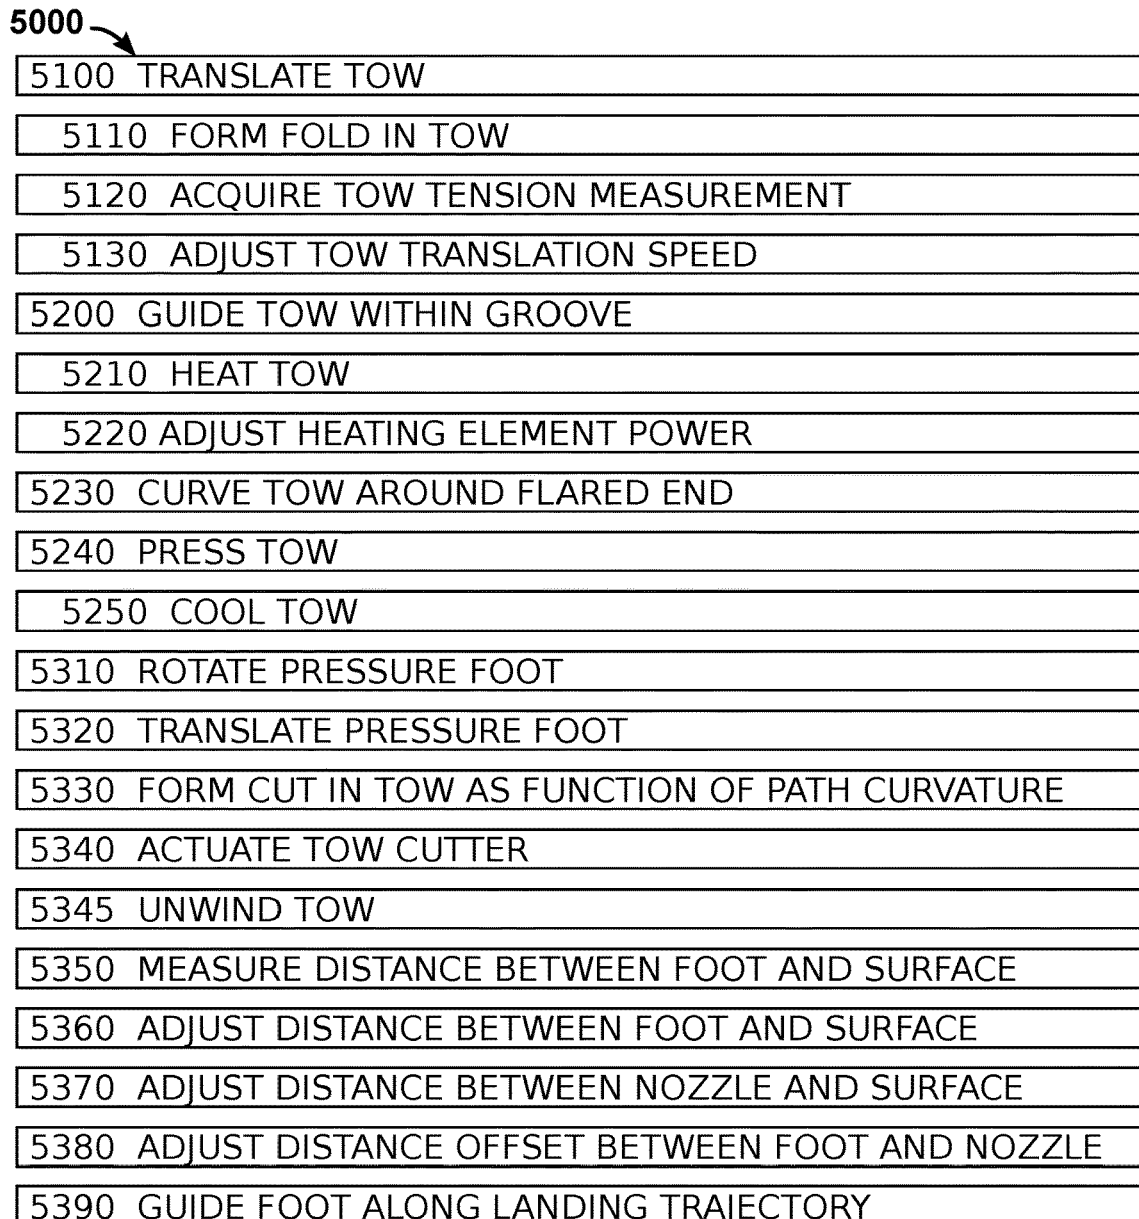 5000
5100 TRANSLATE TOW
5110 FORM FOLD IN TOW
5120 ACQUIRE TOW TENSION MEASUREMENT
5130 ADJUST TOW TRANSLATION SPEED
5200 GUIDE TOW WITHIN GROOVE
5210 HEAT TOW
5220 ADJUST HEATING ELEMENT POWER
5230 CURVE TOW AROUND FLARED END
5240 PRESS TOW
5250 COOL TOW
5310 ROTATE PRESSURE FOOT
5320 TRANSLATE PRESSURE FOOT
5330 FORM CUT IN TOW AS FUNCTION OF PATH CURVATURE
5340 ACTUATE TOW CUTTER
5345 UNWIND TOW
5350 MEASURE DISTANCE BETWEEN FOOT AND SURFACE
5360 ADJUST DISTANCE BETWEEN FOOT AND SURFACE
5370 ADJUST DISTANCE BETWEEN NOZZLE AND SURFACE
5380 ADJUST DISTANCE OFFSET BETWEEN FOOT AND NOZZLE
5390 GUIDE FOOT ALONG LANDING TRAJECTORY